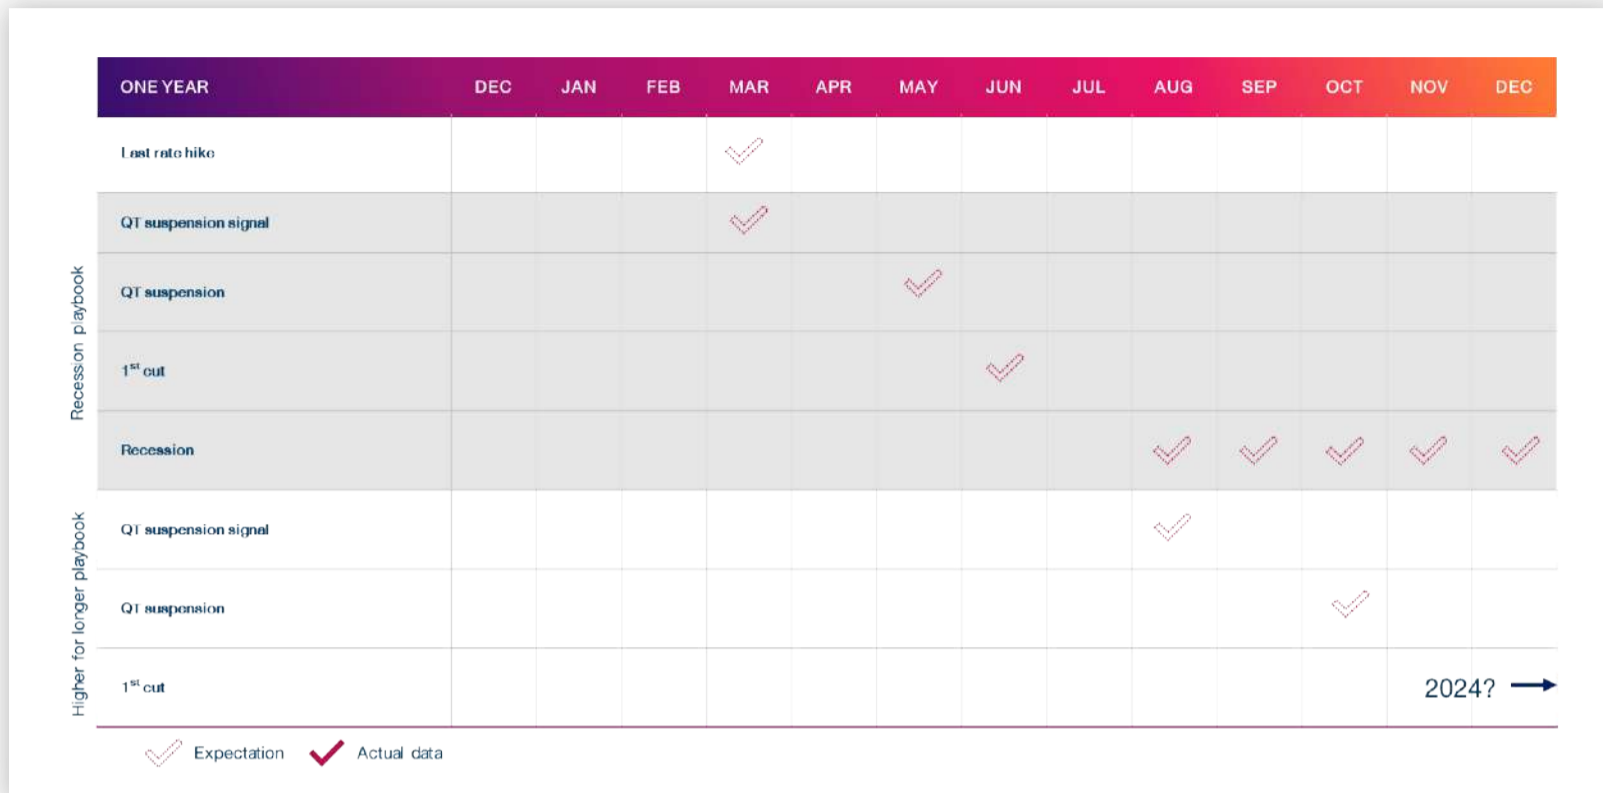 ONE YEAR DEC JAN FEB MAR APR MAY JUN JUL AUG SEP OCT NOV DEC
Last rate hike
Recession playbook
QT suspension signal
QT suspension
1st cut
Recession
Higher for longer playbook
QT suspension signal
QT suspension
1st cut 2024?
Expectation Actual data